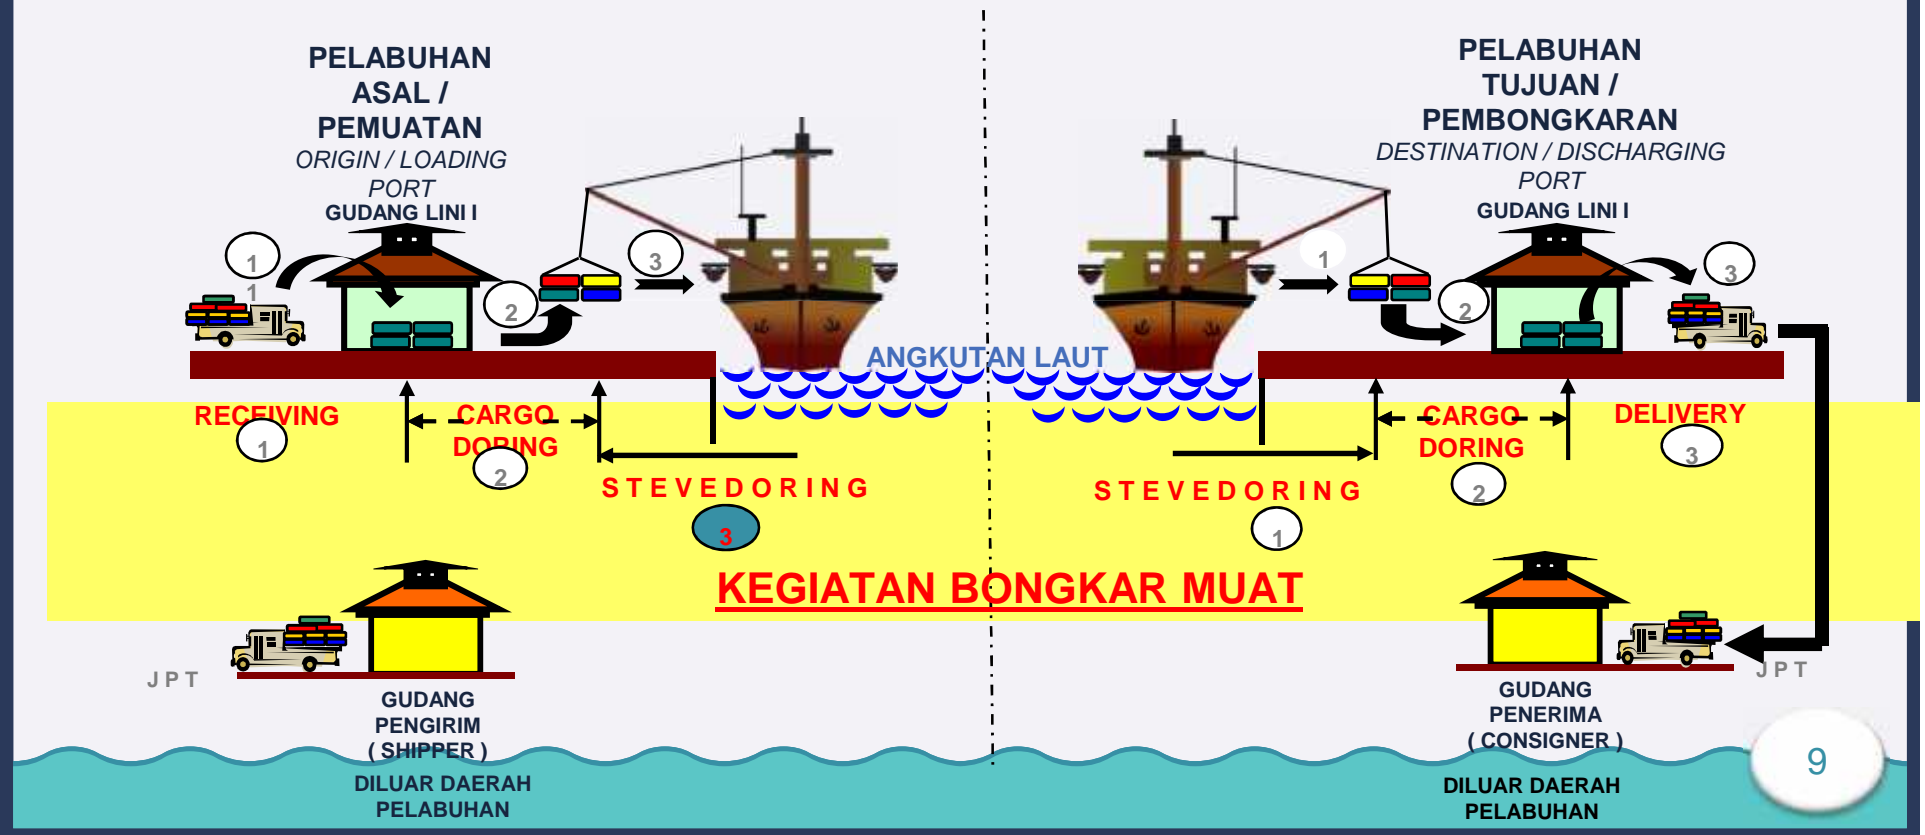 PELABUHAN
ASAL /
PEMUATAN
ORIGIN / LOADING
PORT
GUDANG LINI I
1
1
2
3
PELABUHAN
TUJUAN /
PEMBONGKARAN
DESTINATION / DISCHARGING
PORT
GUDANG LINI I
1
2
3
ANGKUTAN LAUT
RECEIVING
1
CARGO
DORING
2
STEVEDORING
3
STEVEDORING
1
CARGO
DORING
2
DELIVERY
3
KEGIATAN BONGKAR MUAT
JPT
GUDANG
PENGIRIM
( SHIPPER )
DILUAR DAERAH
PELABUHAN
JPT
GUDANG
PENERIMA
( CONSIGNER )
DILUAR DAERAH
PELABUHAN
9